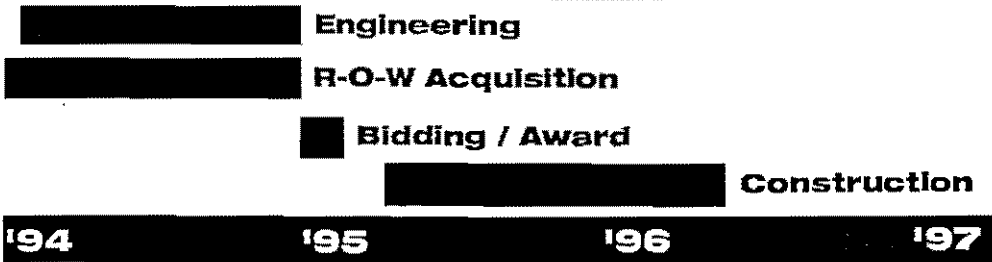 Engineering
R-O-W Acquisition
Bidding / Award
Construction
'94 '95 '96 '97